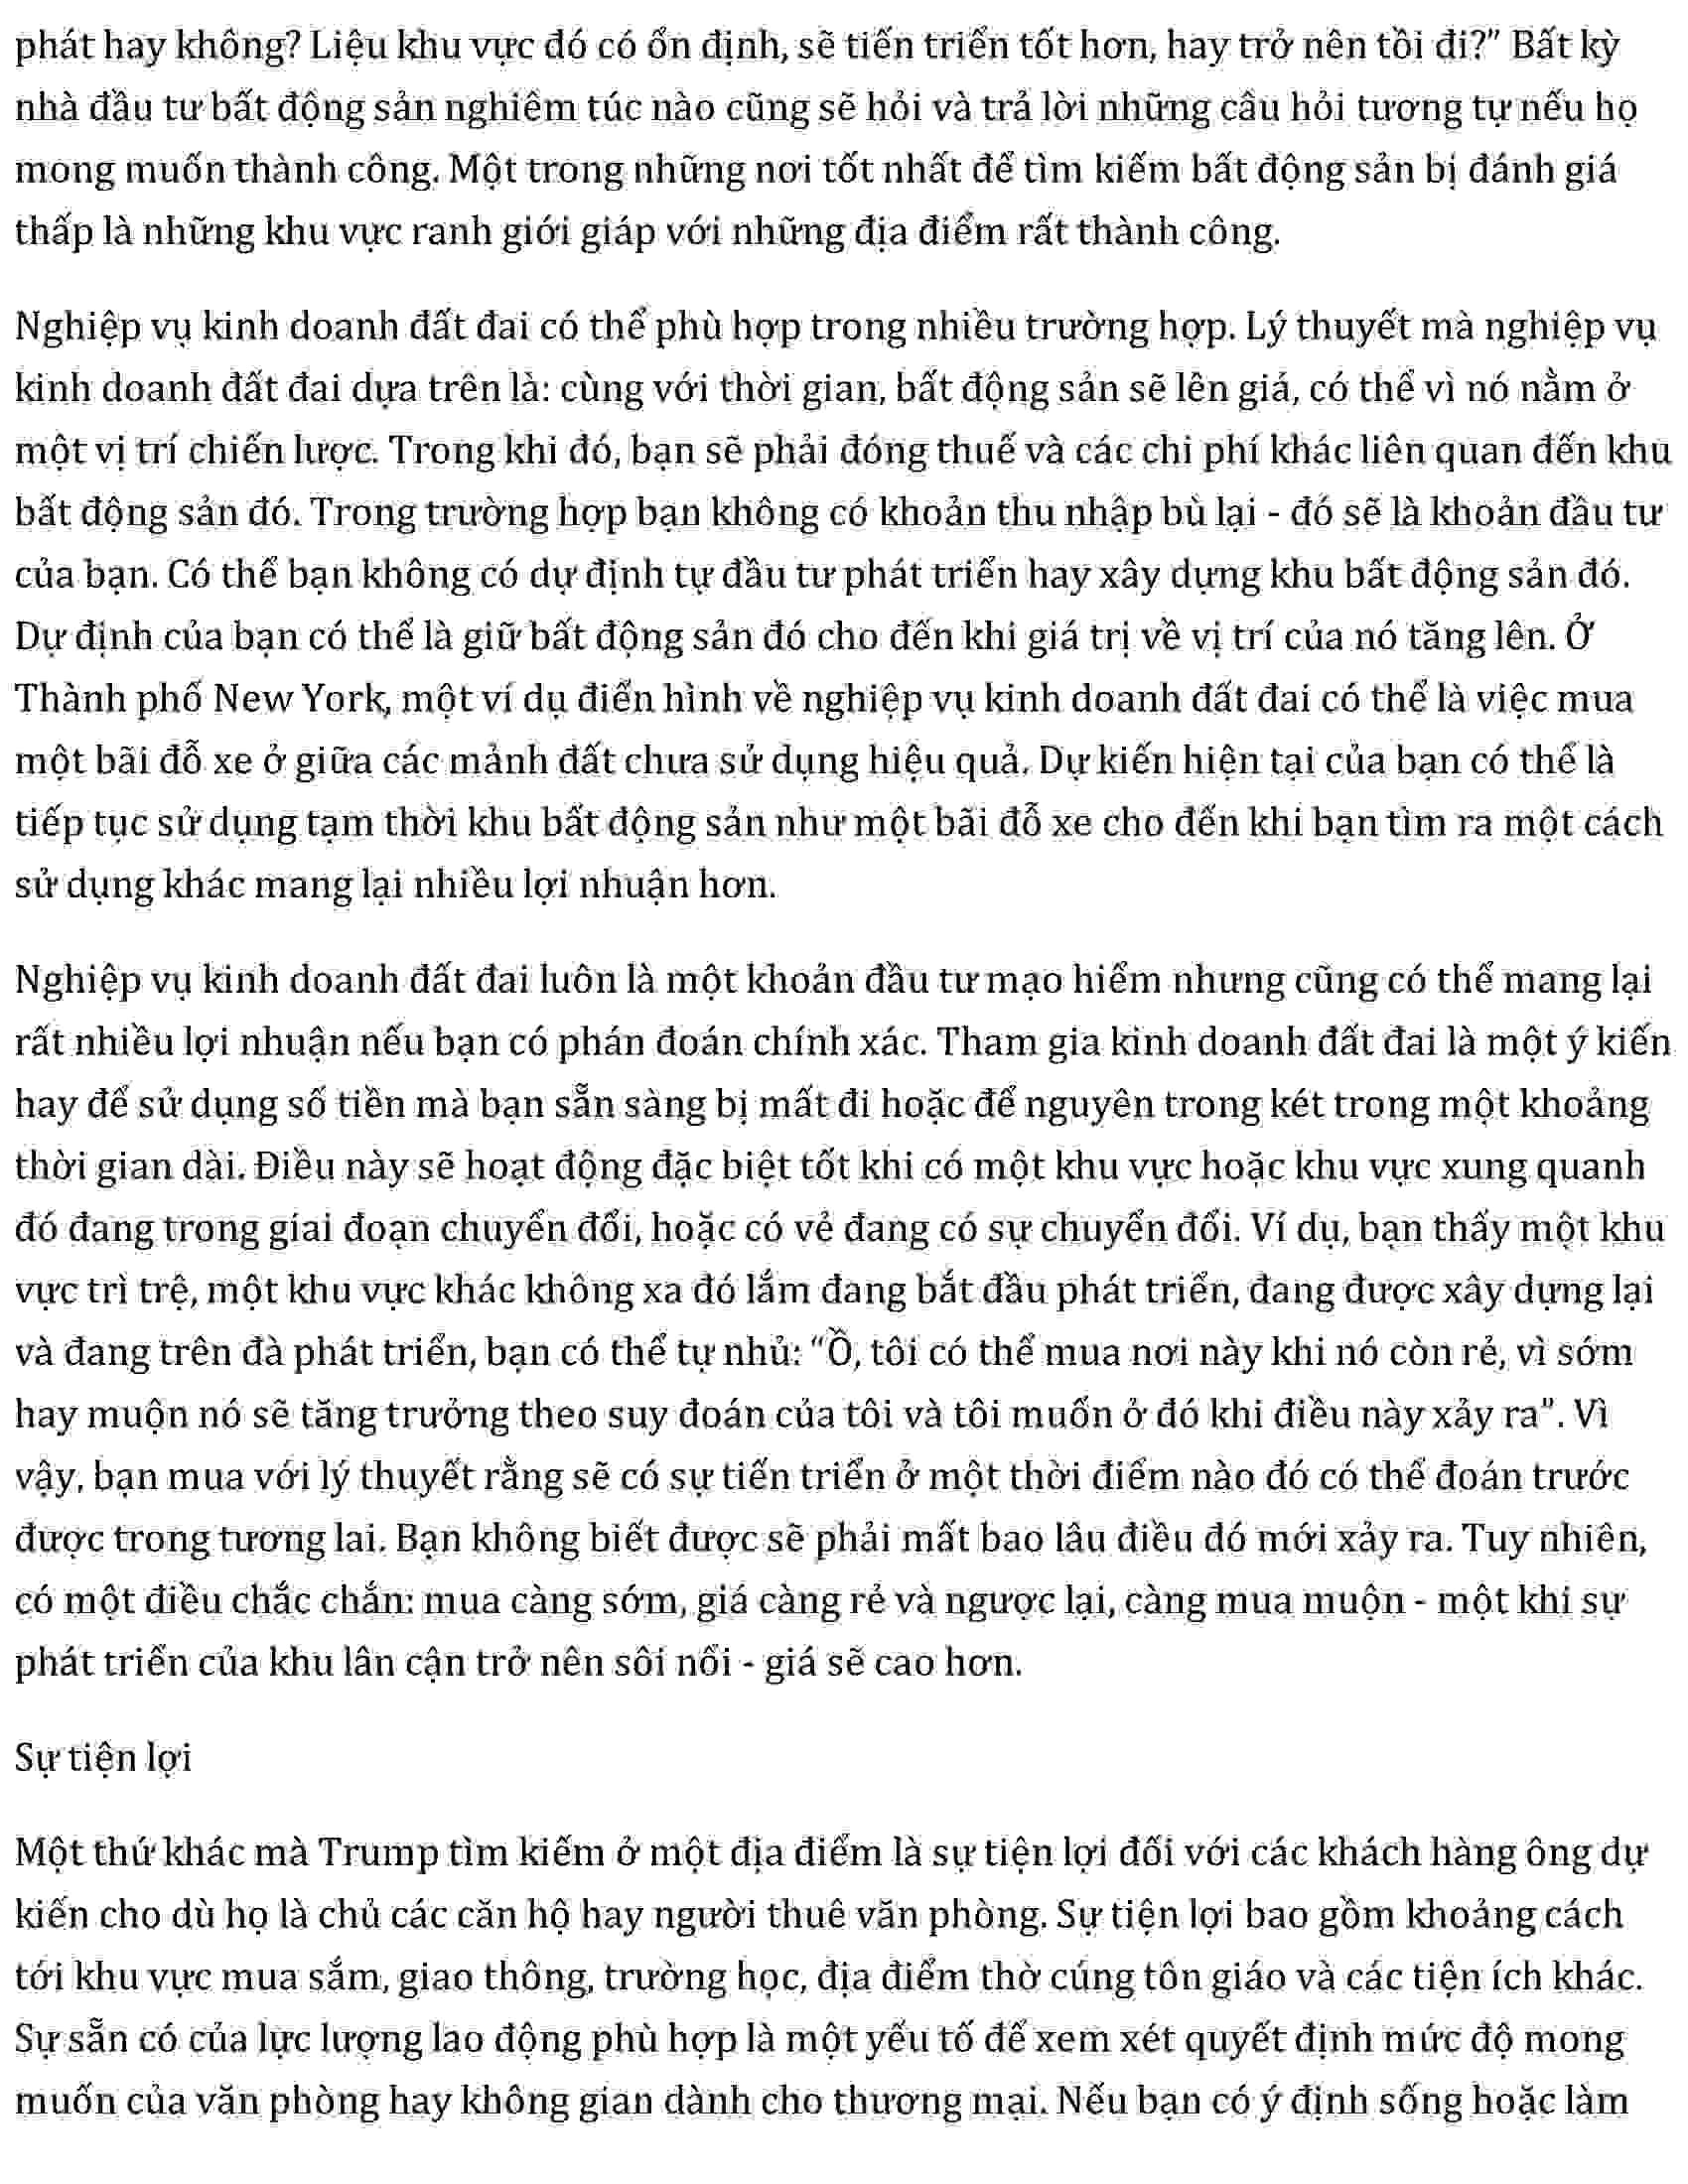 phát hay không? Liệu khu vực đó có ổn định, sẽ tiến triển tốt hơn, hay trở nên tồi đi?” Bất kỳ
nhà đầu tư bất động sản nghiêm túc nào cũng sẽ hỏi và trả lời những câu hỏi tương tự nếu họ
mong muốn thành công. Một trong những nơi tốt nhất để tìm kiếm bất động sản bị đánh giá
thấp là những khu vực ranh giới giáp với những địa điểm rất thành công.
Nghiệp vụ kinh doanh đất đai có thể phù hợp trong nhiều trường hợp. Lý thuyết mà nghiệp vụ
kinh doanh đất đai dựa trên là: cùng với thời gian, bất động sản sẽ lên giá, có thể vì nó nằm ở
một vị trí chiến lược. Trong khi đó, bạn sẽ phải đóng thuế và các chi phí khác liên quan đến khu
bất động sản đó. Trong trường hợp bạn không có khoản thu nhập bù lại - đó sẽ là khoản đầu tư
của bạn. Có thể bạn không có dự định tự đầu tư phát triển hay xây dựng khu bất động sản đó.
Dự định của bạn có thể là giữ bất động sản đó cho đến khi giá trị về vị trí của nó tăng lên. Ở
Thành phố New York, một ví dụ điển hình về nghiệp vụ kinh doanh đất đai có thể là việc mua
một bãi đỗ xe ở giữa các mảnh đất chưa sử dụng hiệu quả. Dự kiến hiện tại của bạn có thể là
tiếp tục sử dụng tạm thời khu bất động sản như một bãi đỗ xe cho đến khi bạn tìm ra một cách
sử dụng khác mang lại nhiều lợi nhuận hơn.
Nghiệp vụ kinh doanh đất đai luôn là một khoản đầu tư mạo hiểm nhưng cũng có thể mang lại
rất nhiều lợi nhuận nếu bạn có phán đoán chính xác. Tham gia kinh doanh đất đai là một ý kiến
hay để sử dụng số tiền mà bạn sẵn sàng bị mất đi hoặc để nguyên trong két trong một khoảng
thời gian dài. Điều này sẽ hoạt động đặc biệt tốt khi có một khu vực hoặc khu vực xung quanh
đó đang trong giai đoạn chuyển đổi, hoặc có vẻ đang có sự chuyển đổi. Ví dụ, bạn thấy một khu
vực trì trệ, một khu vực khác không xa đó lắm đang bắt đầu phát triển, đang được xây dựng lại
và đang trên đà phát triển, bạn có thể tự nhủ: “Ồ, tôi có thể mua nơi này khi nó còn rẻ, vì sớm
hay muộn nó sẽ tăng trưởng theo suy đoán của tôi và tôi muốn ở đó khi điều này xảy ra”. Vì
vậy, bạn mua với lý thuyết rằng sẽ có sự tiến triển ở một thời điểm nào đó có thể đoán trước
được trong tương lai. Bạn không biết được sẽ phải mất bao lâu điều đó mới xảy ra. Tuy nhiên,
có một điều chắc chắn: mua càng sớm, giá càng rẻ và ngược lại, càng mua muộn - một khi sự
phát triển của khu lân cận trở nên sôi nổi - giá sẽ cao hơn.
Sự tiện lợi
Một thứ khác mà Trump tìm kiếm ở một địa điểm là sự tiện lợi đối với các khách hàng ông dự
kiến cho dù họ là chủ các căn hộ hay người thuê văn phòng. Sự tiện lợi bao gồm khoảng cách
tới khu vực mua sắm, giao thông, trường học, địa điểm thờ cúng tôn giáo và các tiện ích khác.
Sự sẵn có của lực lượng lao động phù hợp là một yếu tố để xem xét quyết định mức độ mong
muốn của văn phòng hay không gian dành cho thương mại. Nếu bạn có ý định sống hoặc làm